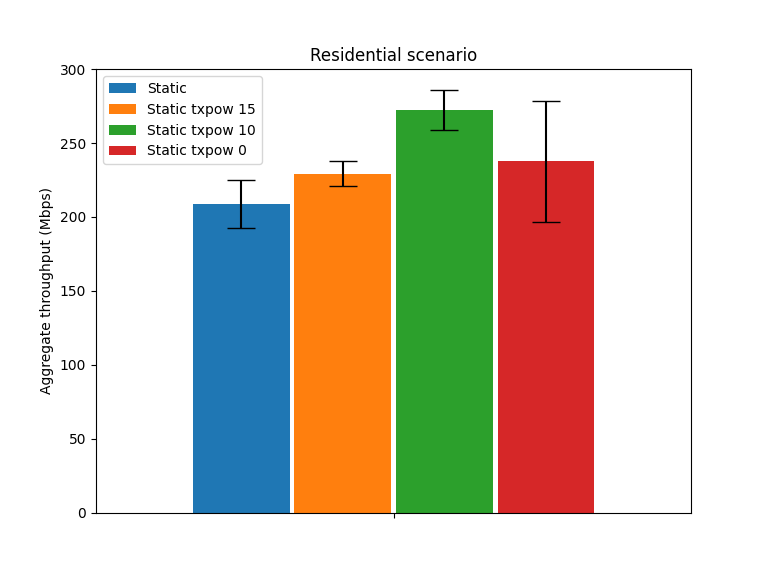 Residential scenario
Static
Static txpow 15
Static txpow 10
Static txpow 0
Aggregate throughput (Mbps)
300
250
200
150
100
50
0